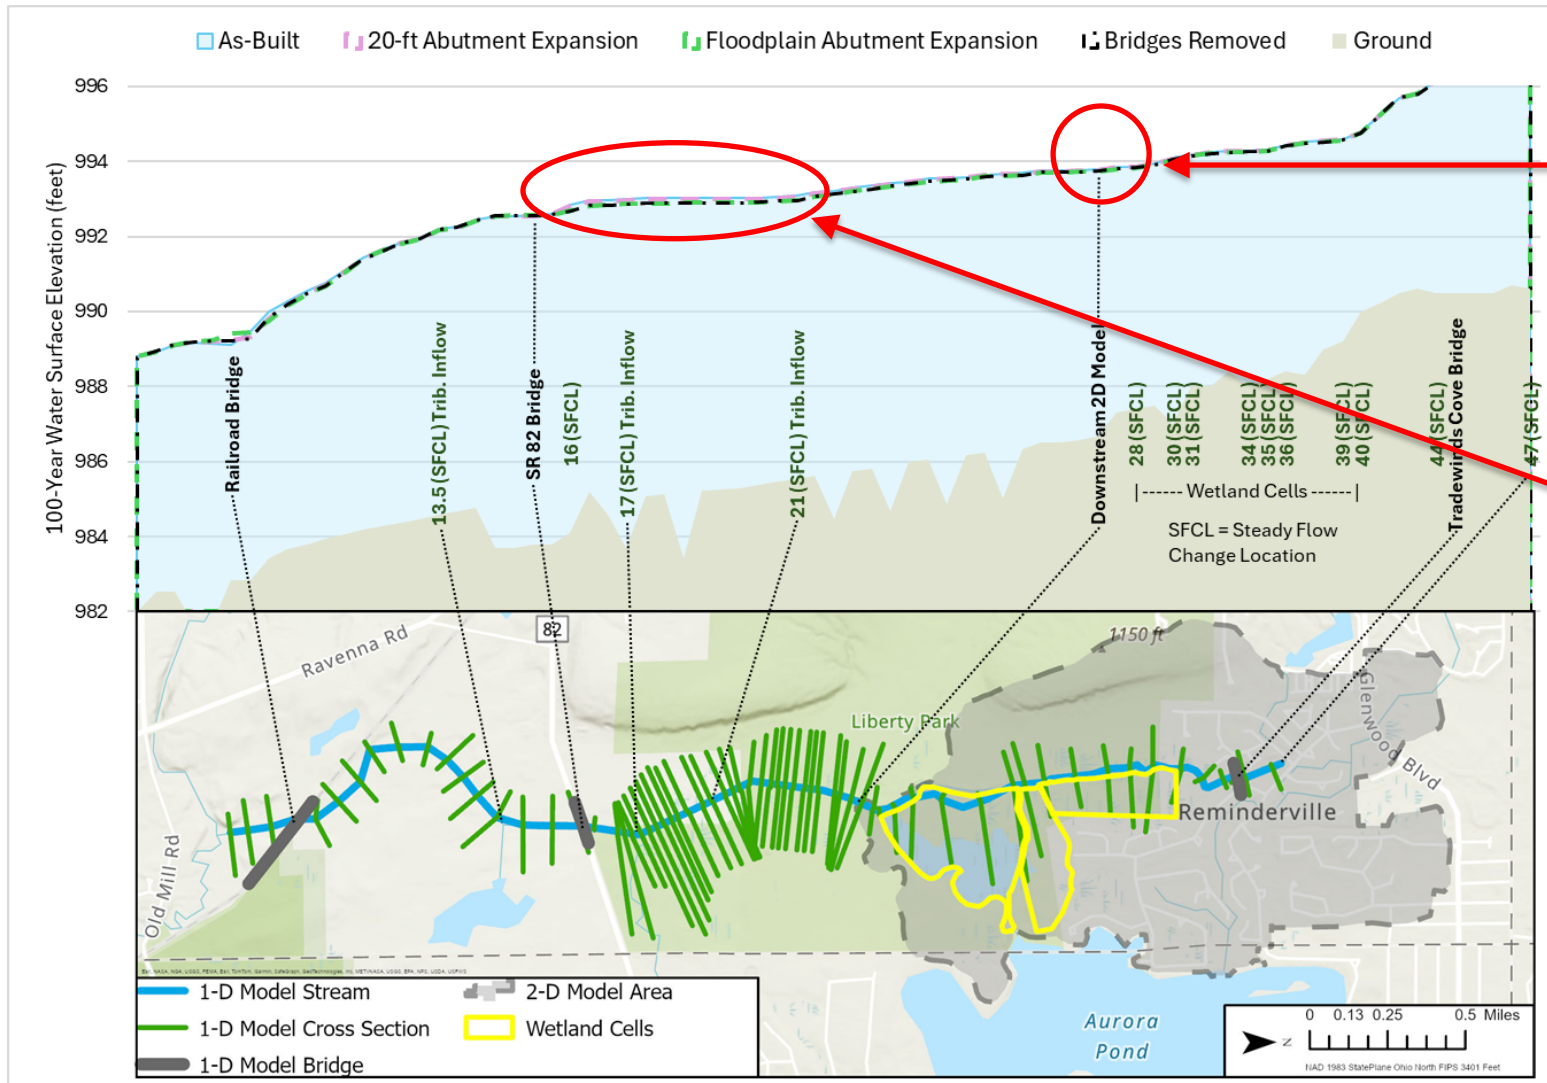 As-Built
20-ft Abutment Expansion
Floodplain Abutment Expansion
Bridges Removed
Ground
100-Year Water Surface Elevation (feet)
996
994
992
990
988
986
984
982
Railroad Bridge
13.5 (SFCL) Trib. Inflow
SR 82 Bridge
16 (SFCL)
17 (SFCL) Trib. Inflow
21 (SFCL) Trib. Inflow
Downstream 2D Model
28 (SFCL)
30 (SFCL)
31 (SFCL)
34 (SFCL)
35 (SFCL)
36 (SFCL)
39 (SFCL)
40 (SFCL)
44 (SFCL)
Tradewinds Cove Bridge
47 (SFCL)
|------ Wetland Cells ------|
SFCL = Steady Flow
Change Location
82
1150 ft
Ravenna Rd
Liberty Park
Glenwood Blvd
Reminderville
Old Mill Rd
Aurora
Pond
1-D Model Stream
2-D Model Area
1-D Model Cross Section
Wetland Cells
1-D Model Bridge
0 0.13 0.25 0.5 Miles
N
NAD 1983 StatePlane Ohio North FIPS 3401 Feet